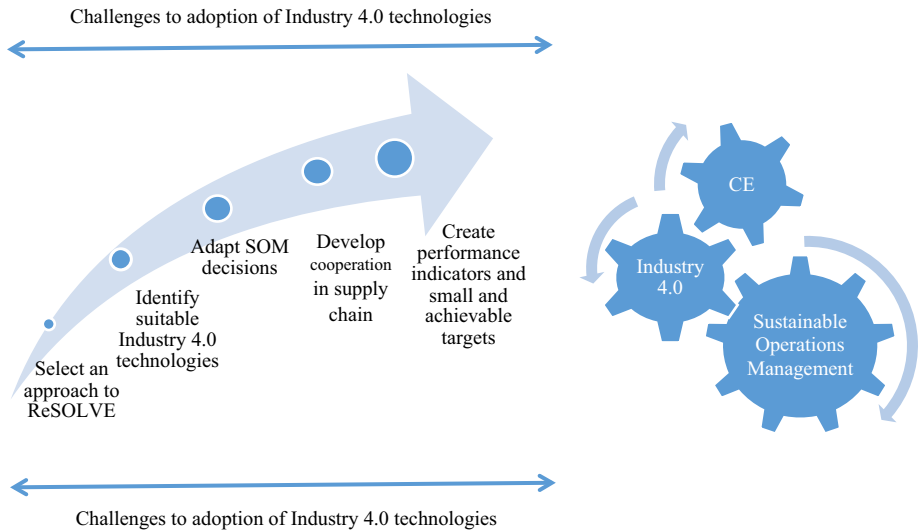 Challenges to adoption of Industry 4.0 technologies
Select an
approach to
ReSOLVE
Identify
suitable
Industry 4.0
technologies
Adapt SOM
decisions
Develop
cooperation
in supply
chain
Create
performance
indicators and
small and
achievable
targets
CE
Industry
4.0
Sustainable
Operations
Management
Challenges to adoption of Industry 4.0 technologies